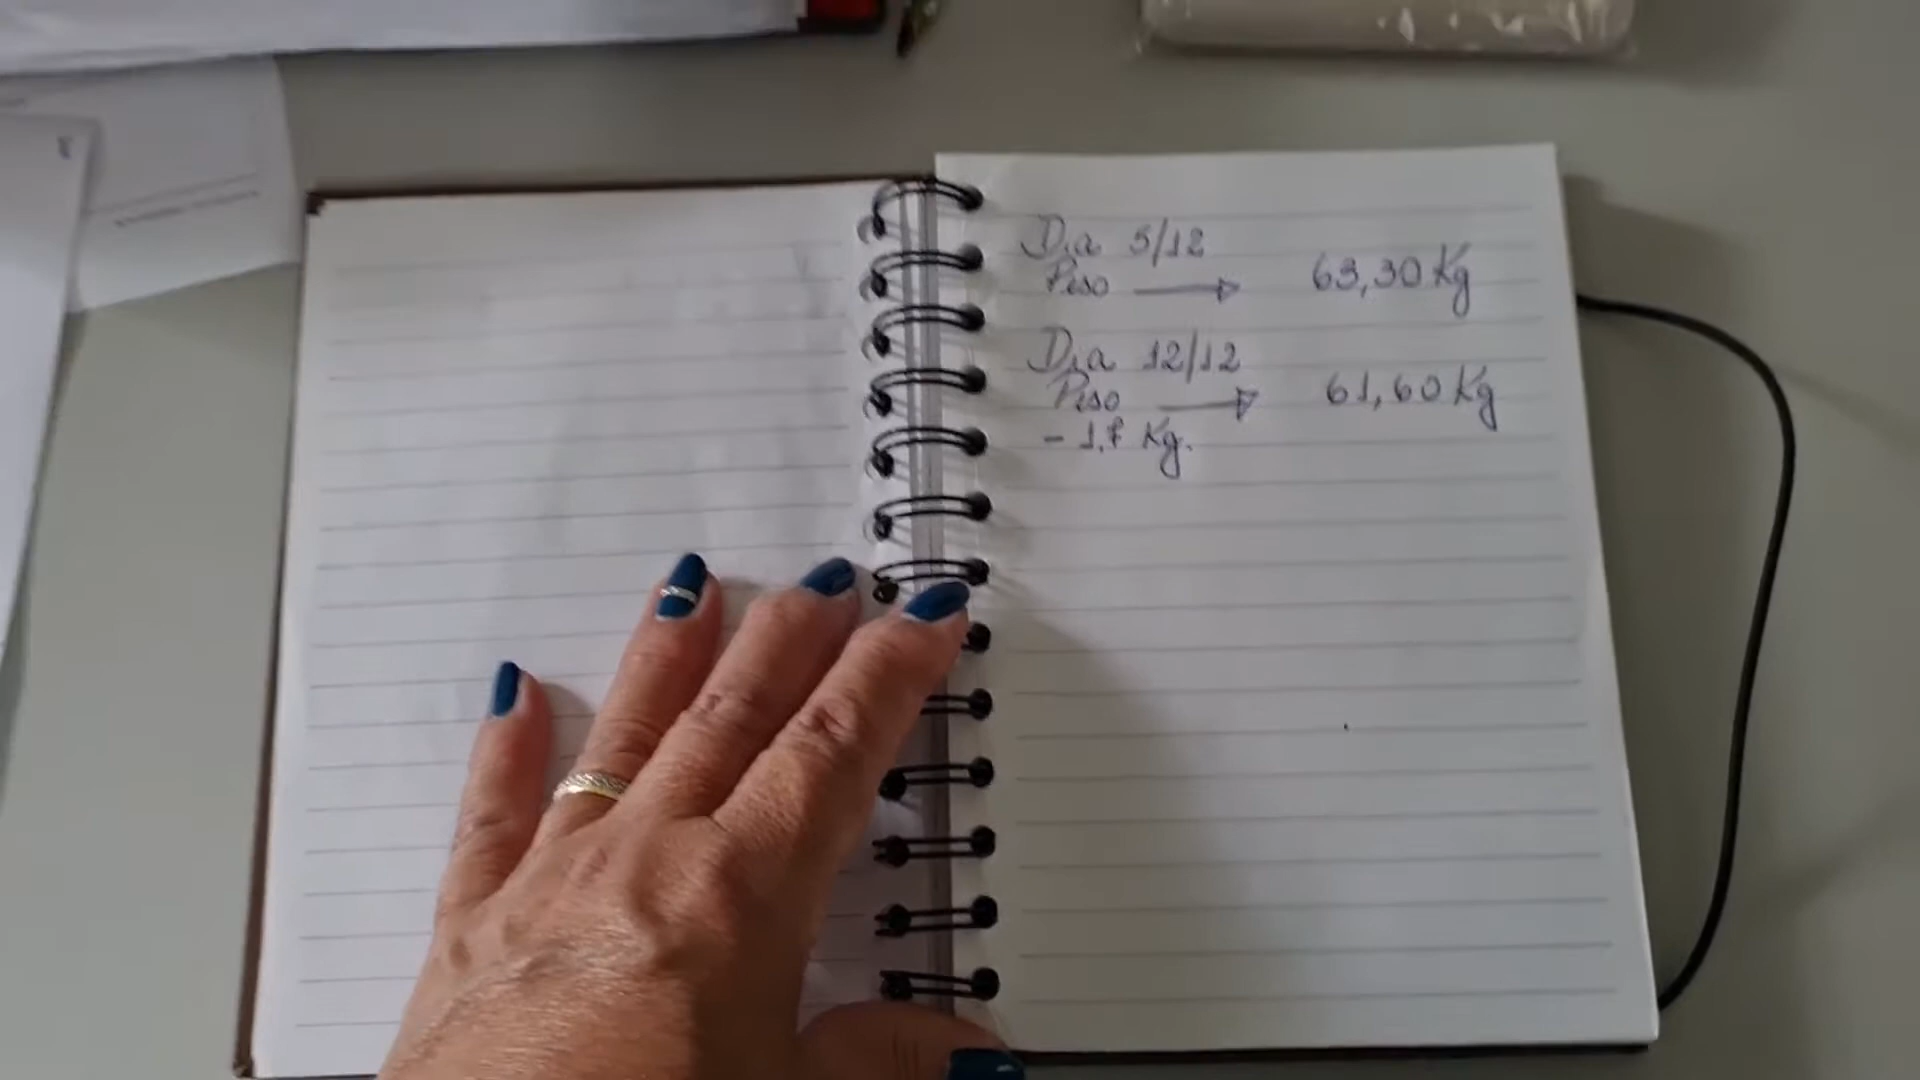 Dia 5/12
Peso → 63,30 Kg
Dia 12/12
Peso → 61,60 Kg
- 1,7 Kg.